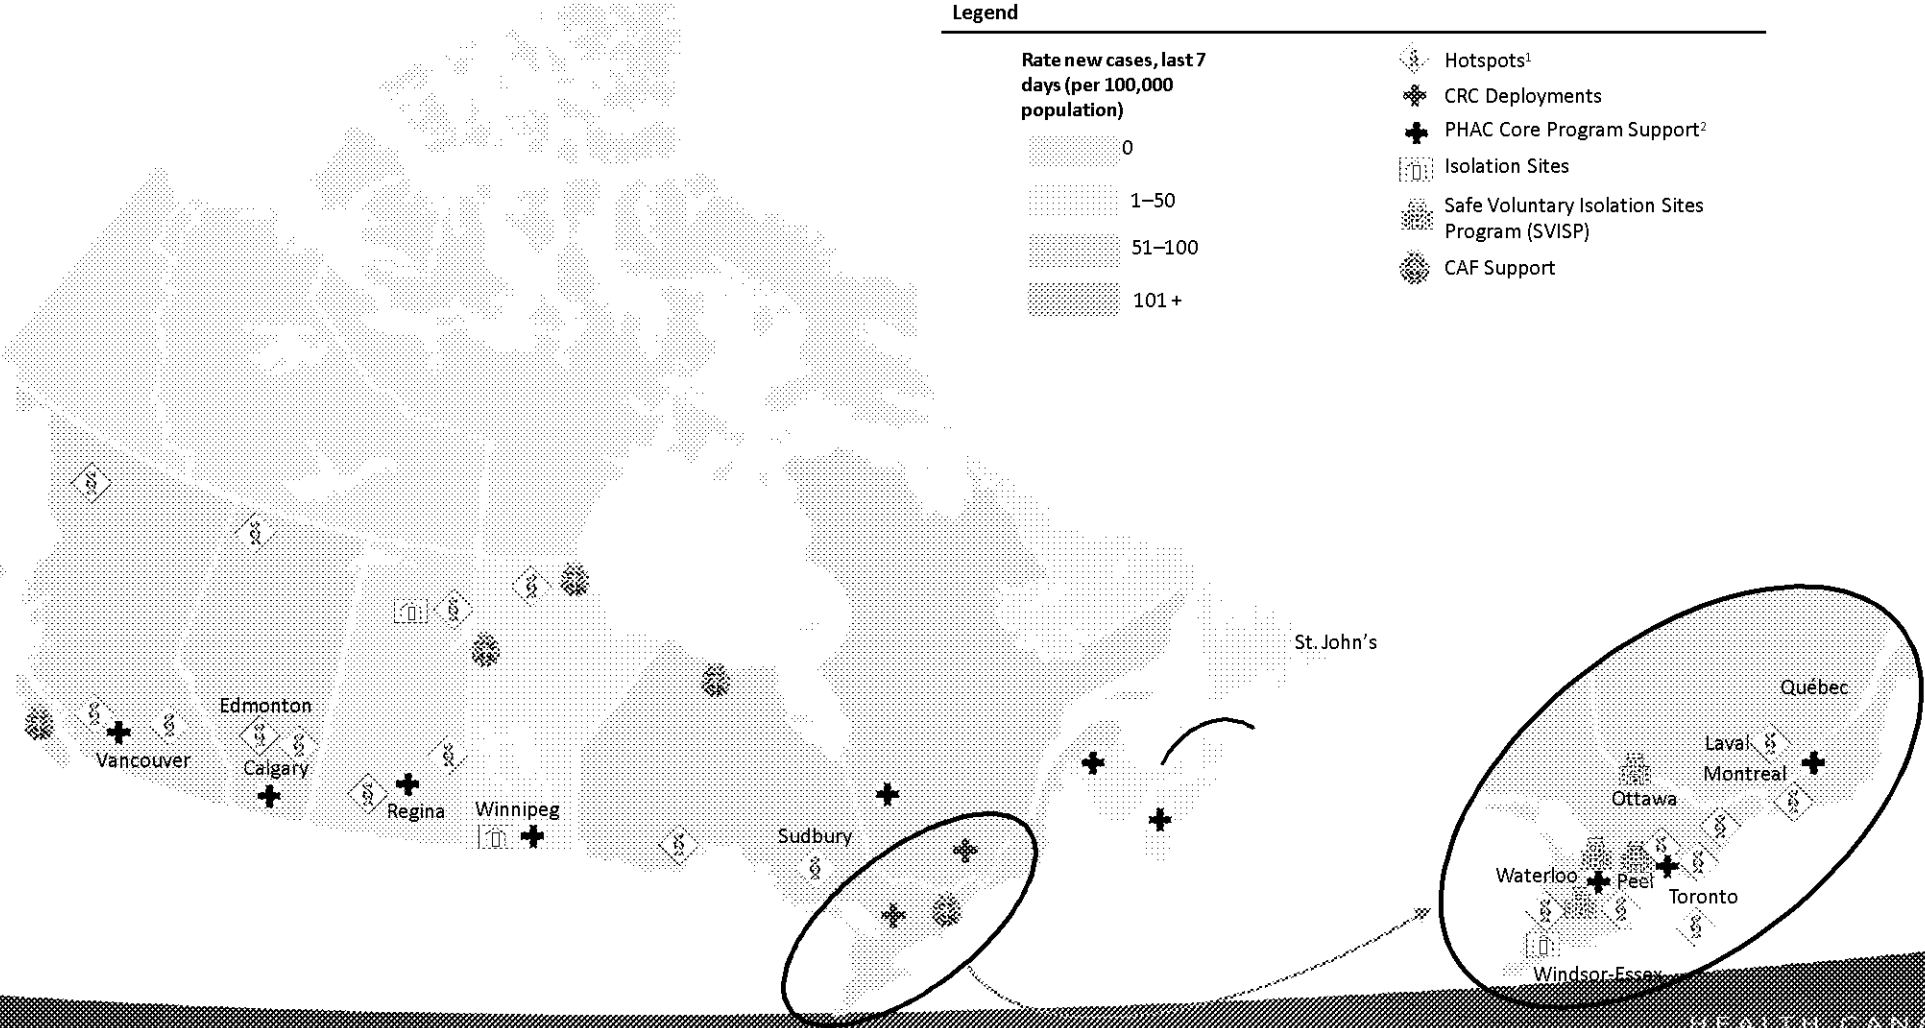 Legend
Rate new cases, last 7
days (per 100,000
population)
0
1–50
51–100
101 +
Hotspots¹
CRC Deployments
PHAC Core Program Support²
Isolation Sites
Safe Voluntary Isolation Sites
Program (SVISP)
CAF Support
St. John's
Edmonton
Vancouver
Calgary
Regina
Winnipeg
Sudbury
Québec
Laval
Montreal
Ottawa
Waterloo
Peel
Toronto
Windsor-Essex